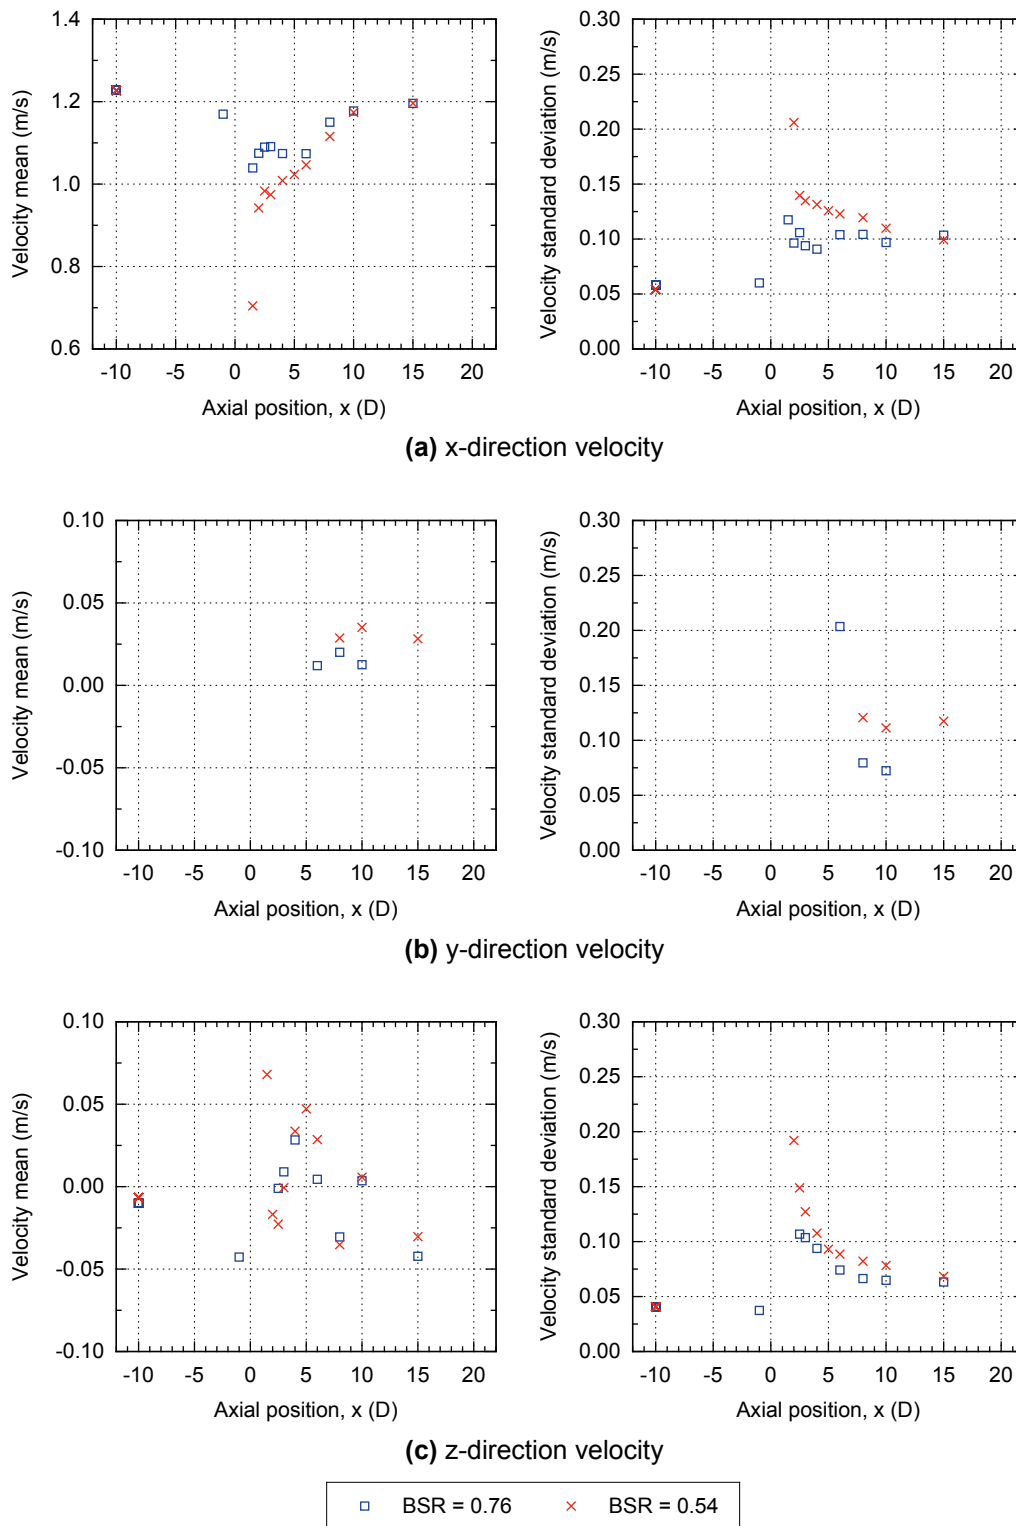 1.4 0.30
1.2 0.25
1.0 0.20
0.8 0.15
0.6 0.10
0.05
0.00
Velocity mean (m/s) Velocity standard deviation (m/s)
-10 -5 0 5 10 15 20 -10 -5 0 5 10 15 20
Axial position, x (D) Axial position, x (D)
(a) x-direction velocity
0.10 0.30
0.05 0.25
0.00 0.20
-0.05 0.15
-0.10 0.10
0.05
0.00
Velocity mean (m/s) Velocity standard deviation (m/s)
-10 -5 0 5 10 15 20 -10 -5 0 5 10 15 20
Axial position, x (D) Axial position, x (D)
(b) y-direction velocity
0.10 0.30
0.05 0.25
0.00 0.20
-0.05 0.15
-0.10 0.10
0.05
0.00
Velocity mean (m/s) Velocity standard deviation (m/s)
-10 -5 0 5 10 15 20 -10 -5 0 5 10 15 20
Axial position, x (D) Axial position, x (D)
(c) z-direction velocity
BSR = 0.76 BSR = 0.54